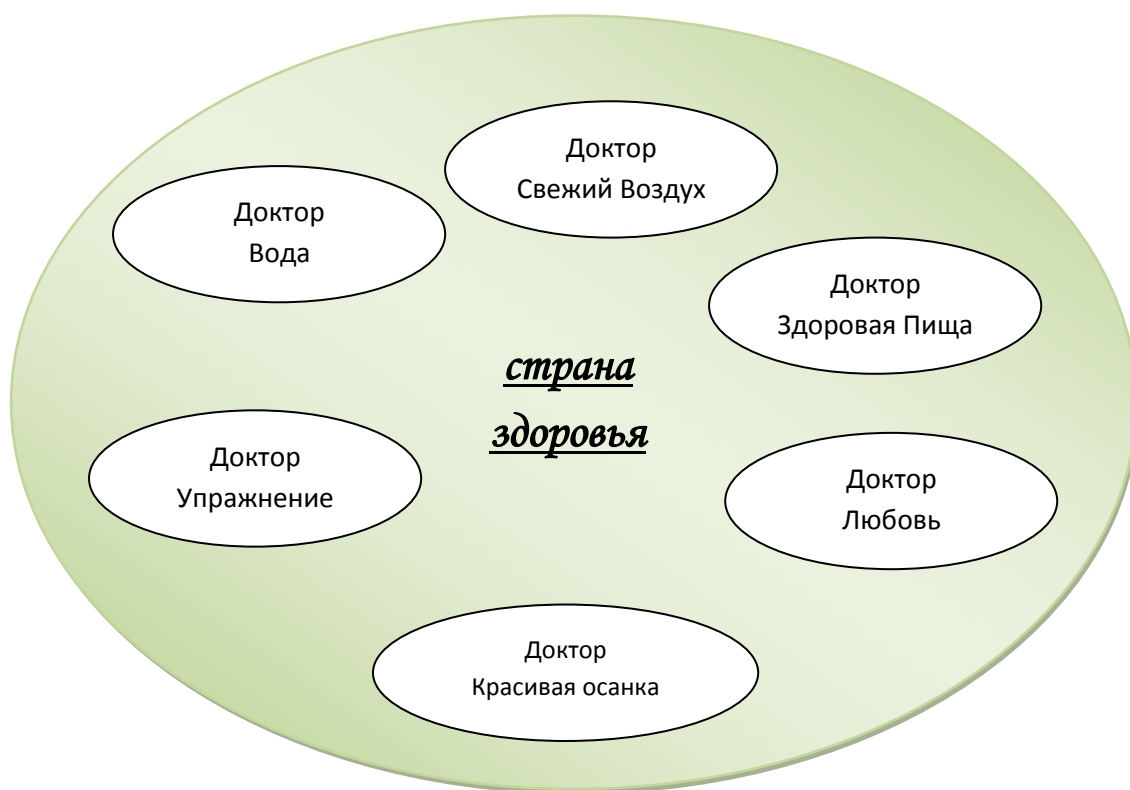 Доктор
Свежий Воздух
Доктор
Вода
Доктор
Здоровая Пища
страна
здоровья
Доктор
Упражнение
Доктор
Любовь
Доктор
Красивая осанка